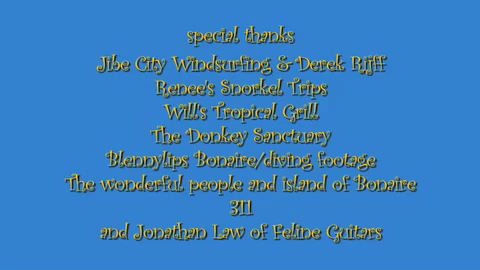 special thanks
Jibe City Windsurfing & Derek Rijff
Renee's Snorkel Trips
Will's Tropical Grill
The Donkey Sanctuary
Blennylips Bonaire/diving footage
The wonderful people and island of Bonaire
311
and Jonathan Law of Feline Guitars